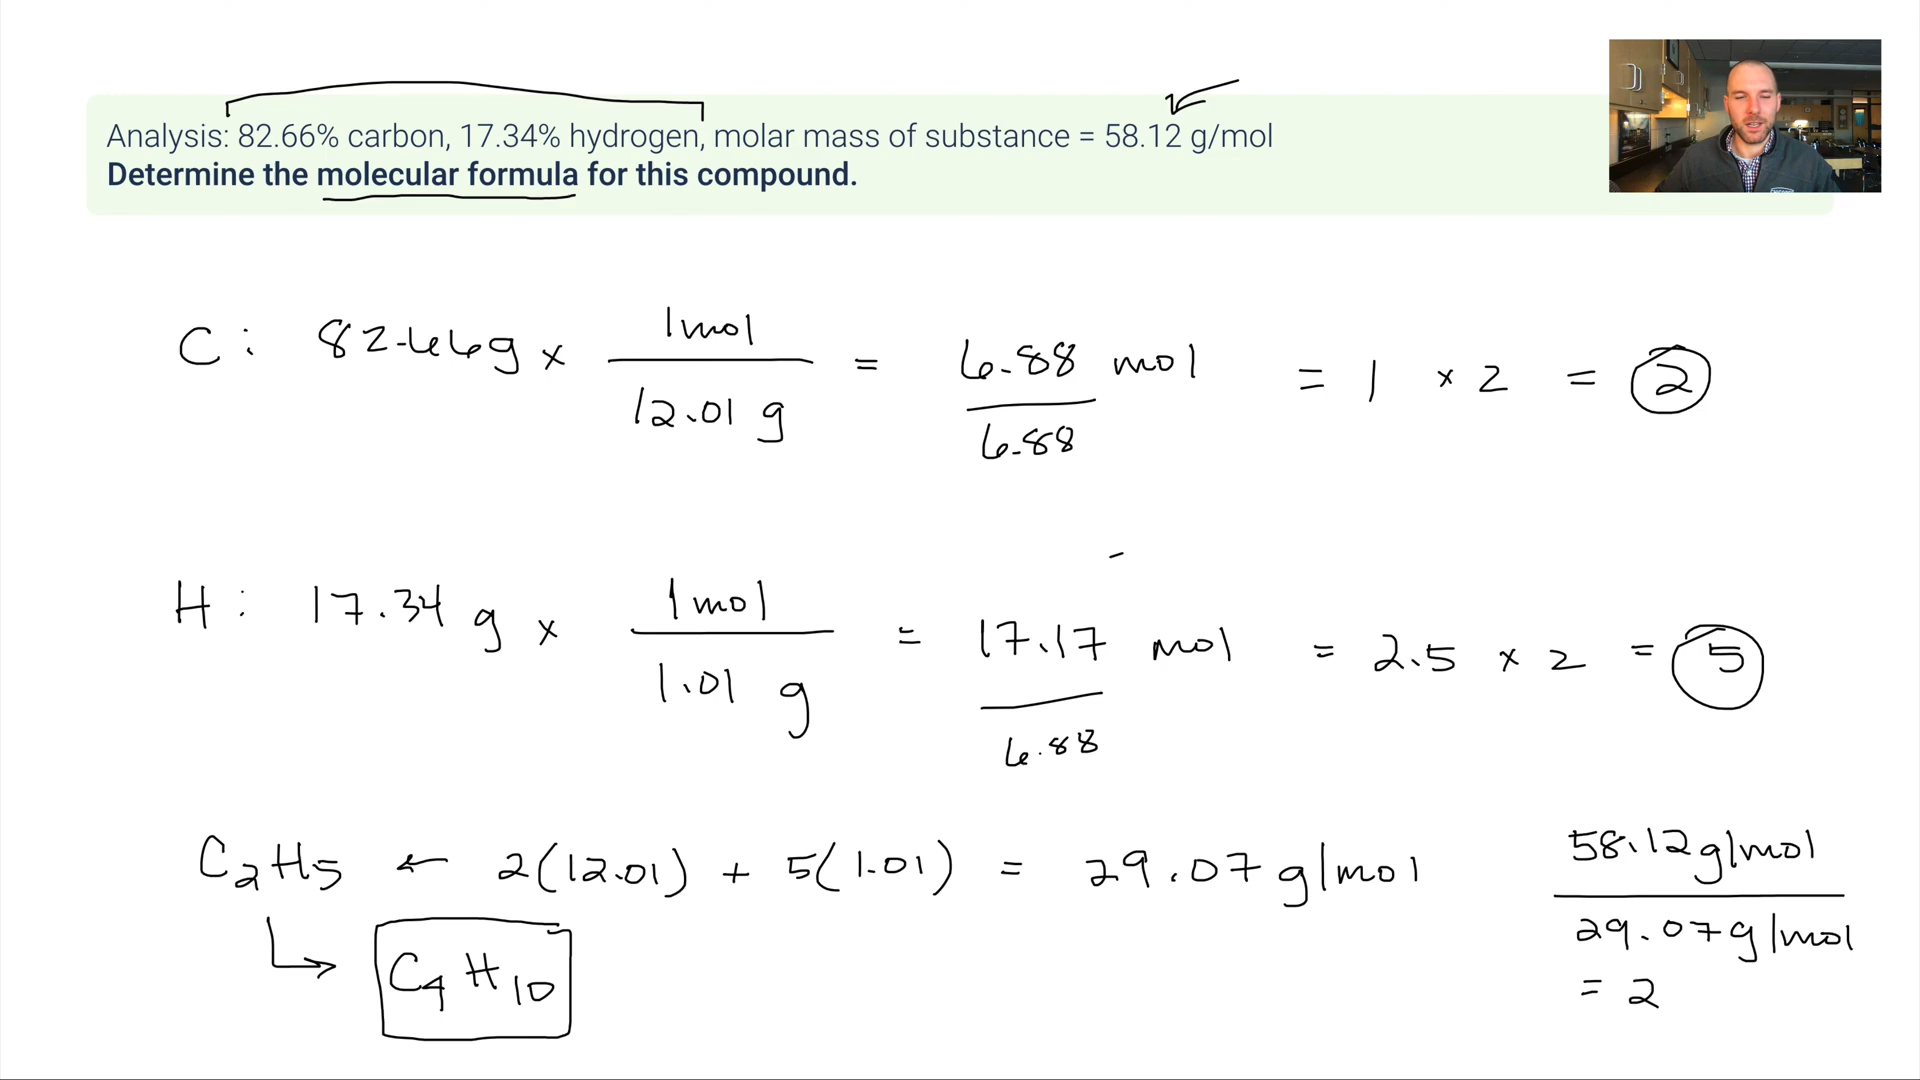 Analysis: 82.66% carbon, 17.34% hydrogen, molar mass of substance = 58.12 g/mol
Determine the molecular formula for this compound.
C: 82.66g × 1mol / 12.01 g = 6.88 mol / 6.88 = 1 × 2 = 2
H: 17.34 g × 1mol / 1.01 g = 17.17 mol / 6.88 = 2.5 × 2 = 5
C₂H₅ ← 2(12.01) + 5(1.01) = 29.07 g/mol
58.12g/mol / 29.07g/mol
= 2
C₄H₁₀